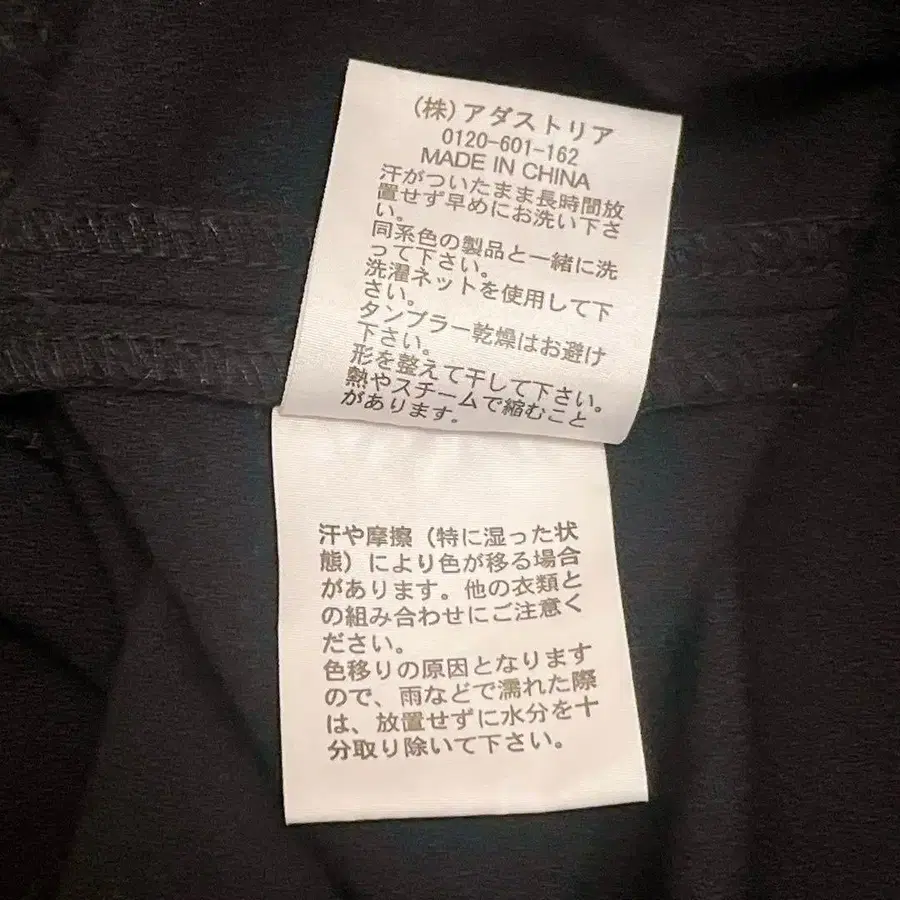 (株)アダストリア
0120-601-162
MADE IN CHINA
汗がついたまま長時間放
置せず早めにお洗い下さ
い。
同系色の製品と一緒に洗
って下さい。
洗濯ネットを使用して下
さい。
タンブラー乾燥はお避け
下さい。
形を整えて干して下さい。
熱やスチームで縮むこと
があります。
汗や摩擦(特に湿った状
態)により色が移る場合
があります。他の衣類と
の組み合わせにご注意く
ださい。
色移りの原因となります
ので、雨などで濡れた際
は、放置せずに水分を十
分取り除いて下さい。